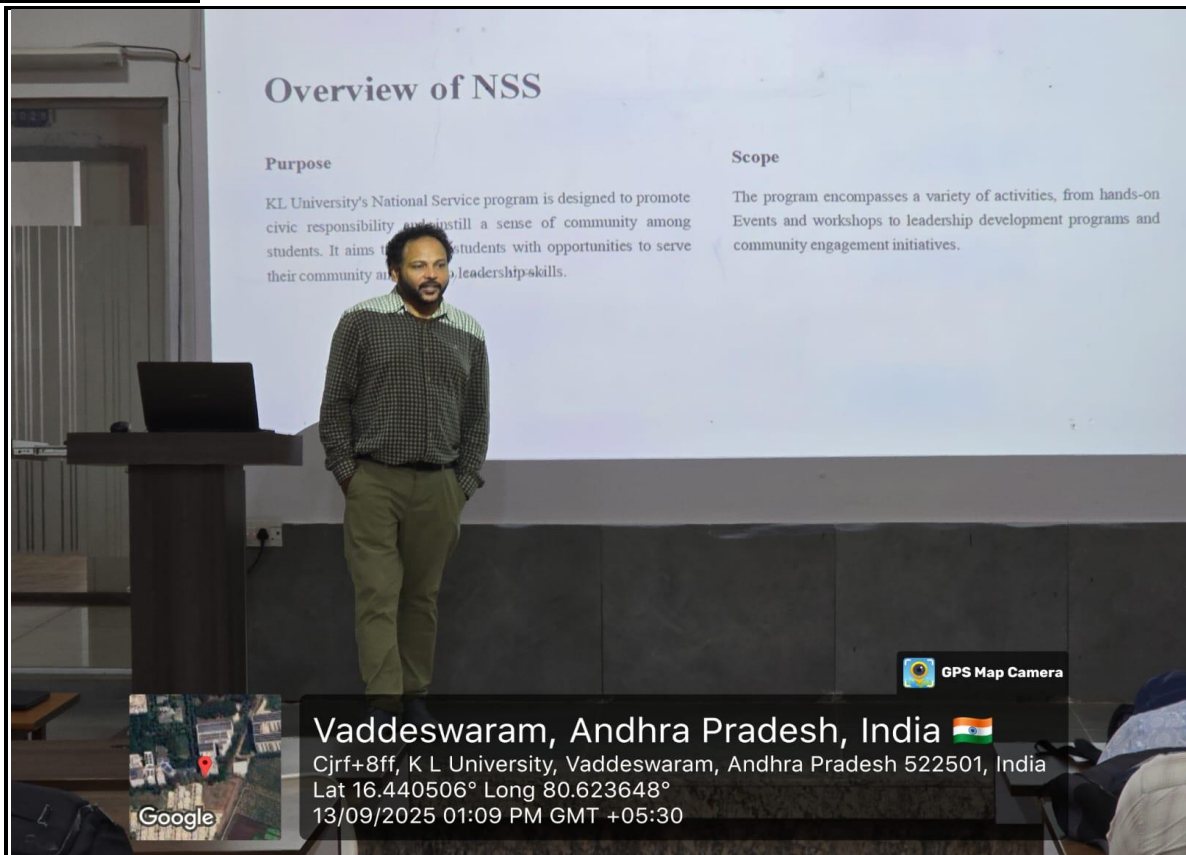 Overview of NSS
Purpose
KL University's National Service program is designed to promote
civic responsibility instill a sense of community among
students. It aims students with opportunities to serve
their community leadership skills.
Scope
The program encompasses a variety of activities, from hands-on
Events and workshops to leadership development programs and
community engagement initiatives.
GPS Map Camera
Vaddeswaram, Andhra Pradesh, India
Cjrf+8ff, K L University, Vaddeswaram, Andhra Pradesh 522501, India
Lat 16.440506° Long 80.623648°
13/09/2025 01:09 PM GMT +05:30
Google